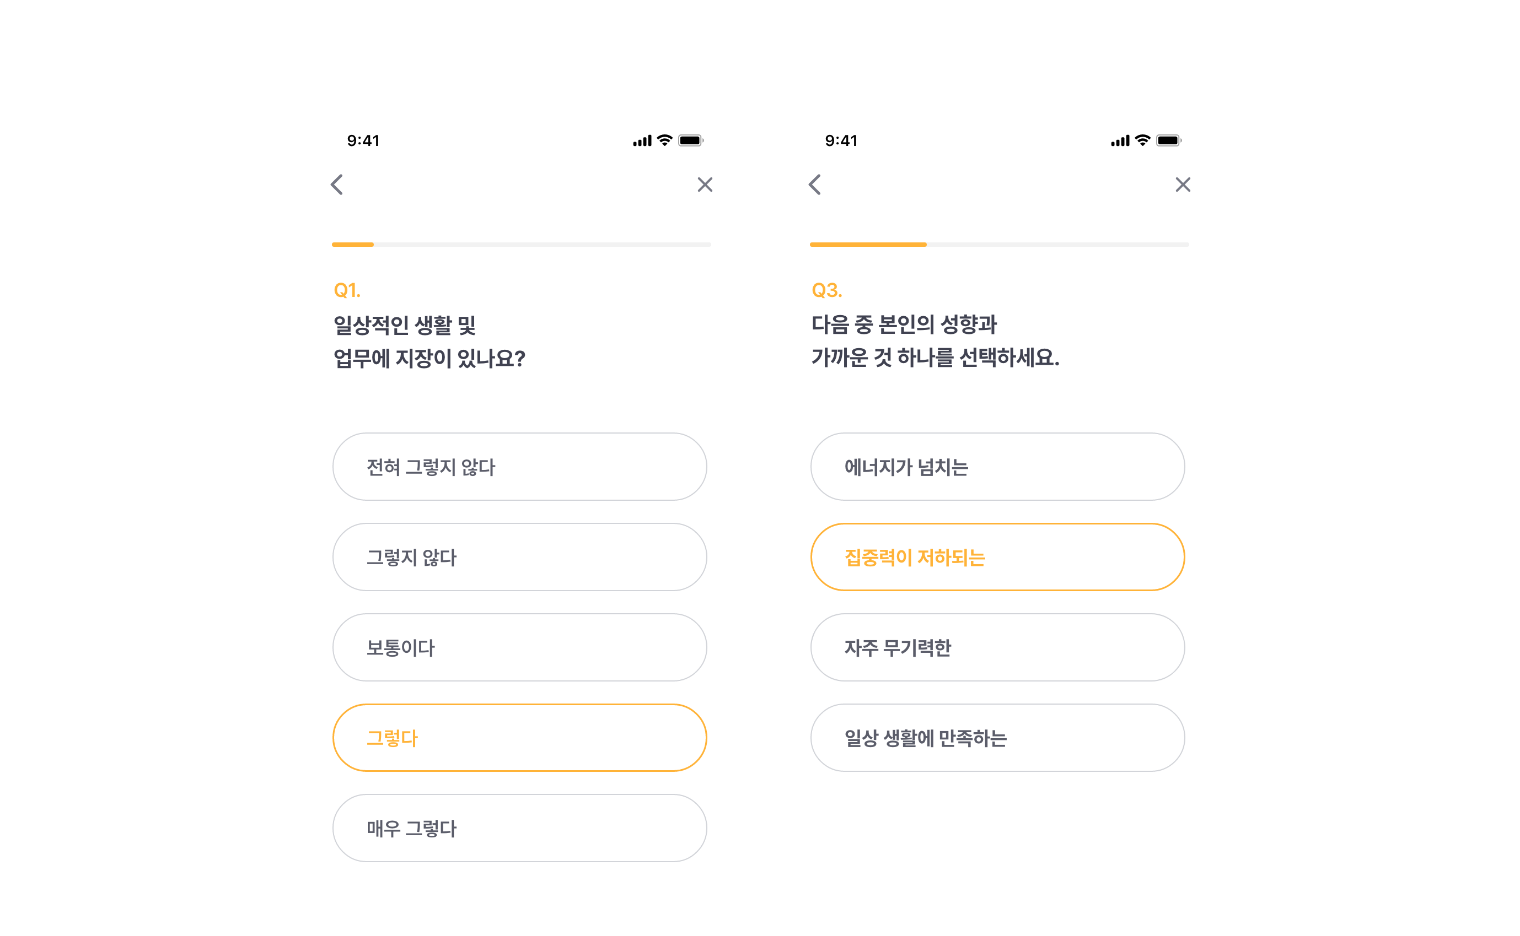 9:41
Q1.
일상적인 생활 및
업무에 지장이 있나요?
전혀 그렇지 않다
그렇지 않다
보통이다
그렇다
매우 그렇다
9:41
Q3.
다음 중 본인의 성향과
가까운 것 하나를 선택하세요.
에너지가 넘치는
집중력이 저하되는
자주 무기력한
일상 생활에 만족하는